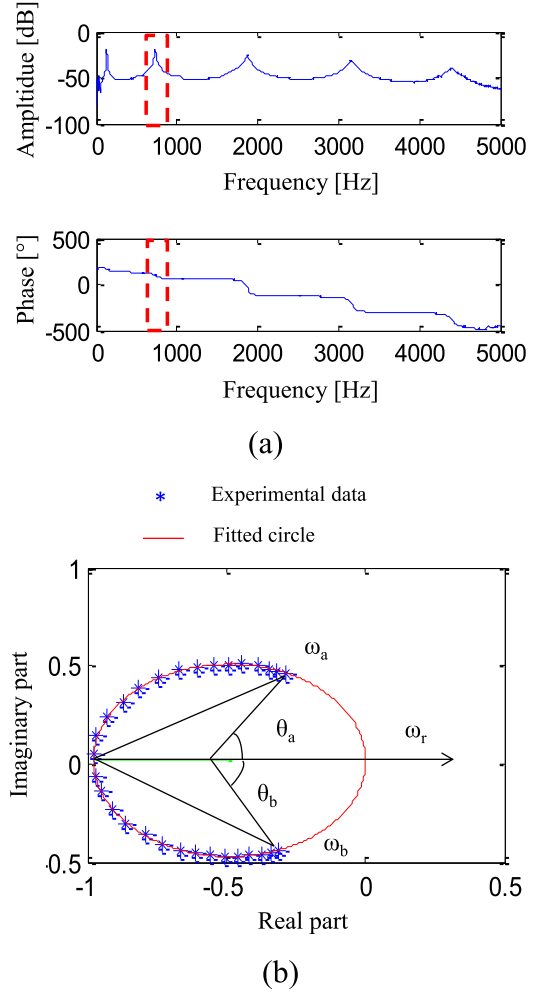 Ampltidue [dB]
0
-50
-100
0
1000
2000
3000
4000
5000
Frequency [Hz]
Phase [°]
500
0
-500
0
1000
2000
3000
4000
5000
Frequency [Hz]
(a)
Experimental data
Fitted circle
Imaginary part
1
0.5
0
-0.5
ωa
θa
ωr
θb
ωb
-1
-0.5
0
0.5
Real part
(b)